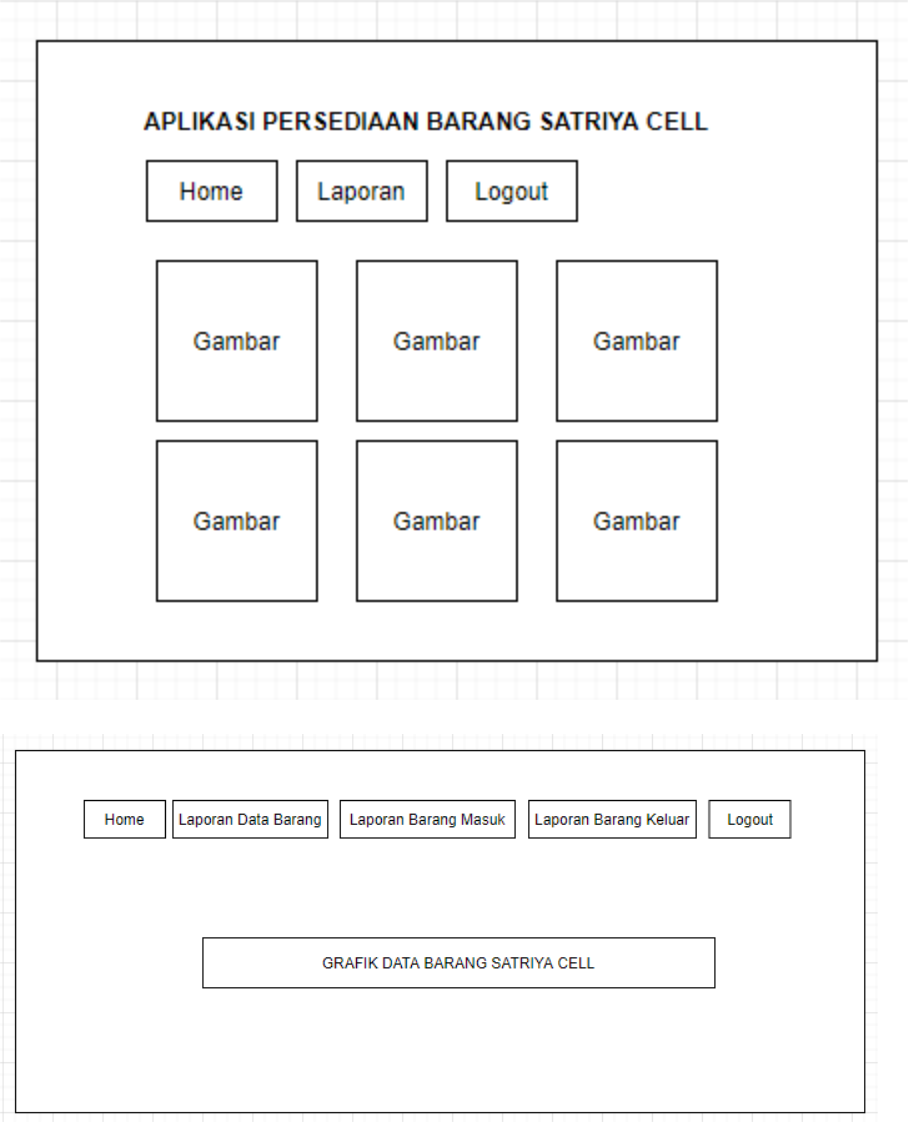 APLIKASI PERSEDIAAN BARANG SATRIYA CELL
Home Laporan Logout
Gambar Gambar Gambar
Gambar Gambar Gambar
Home Laporan Data Barang Laporan Barang Masuk Laporan Barang Keluar Logout
GRAFIK DATA BARANG SATRIYA CELL